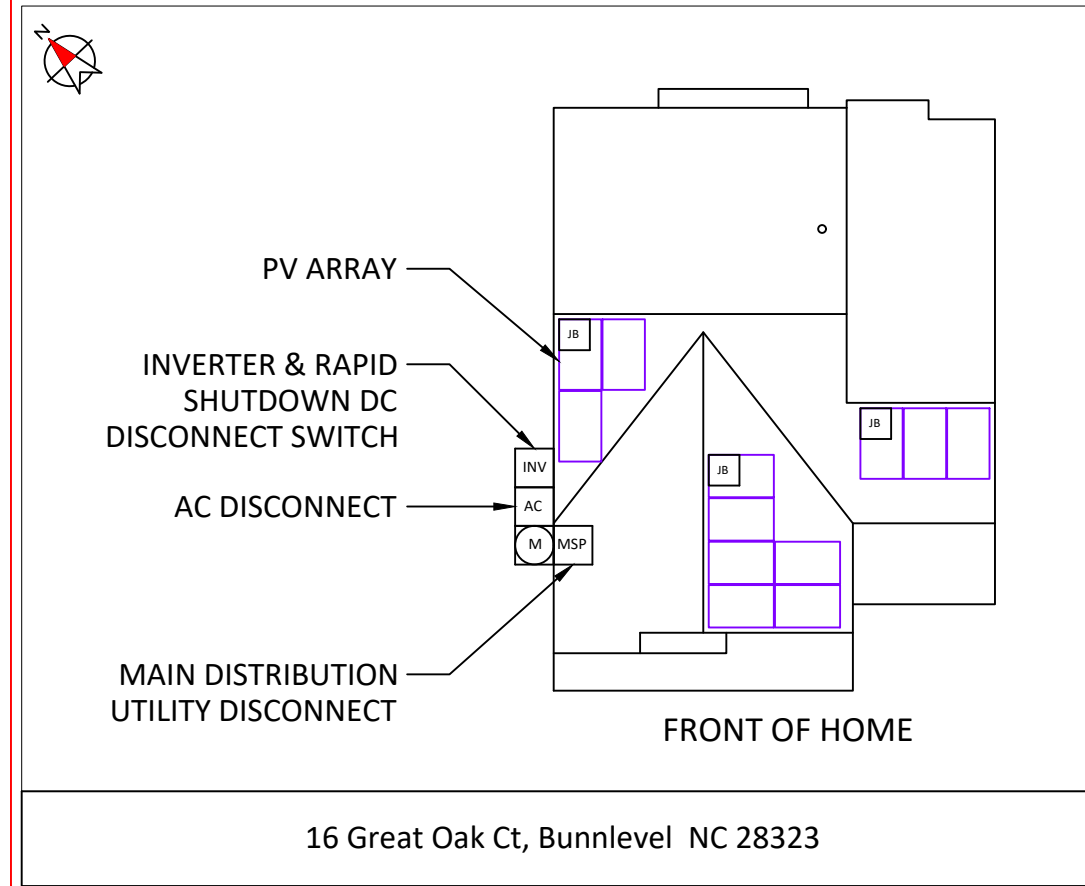 N
PV ARRAY
JB
INVERTER & RAPID
SHUTDOWN DC
DISCONNECT SWITCH
JB
JB
INV
AC DISCONNECT
AC
M
MSP
MAIN DISTRIBUTION
UTILITY DISCONNECT
FRONT OF HOME
16 Great Oak Ct, Bunnlevel  NC 28323